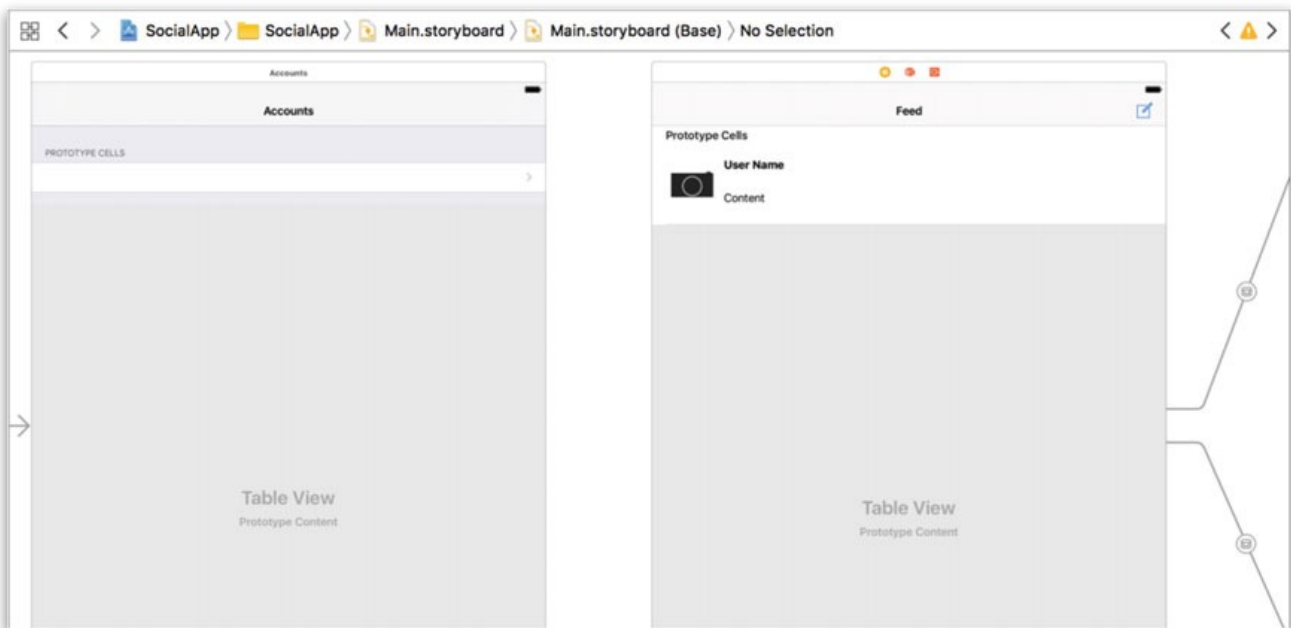 SocialApp SocialApp Main.storyboard Main.storyboard (Base) No Selection
Accounts
Accounts
PROTOTYPE CELLS
Table View
Prototype Content
Feed
Prototype Cells
User Name
Content
Table View
Prototype Content